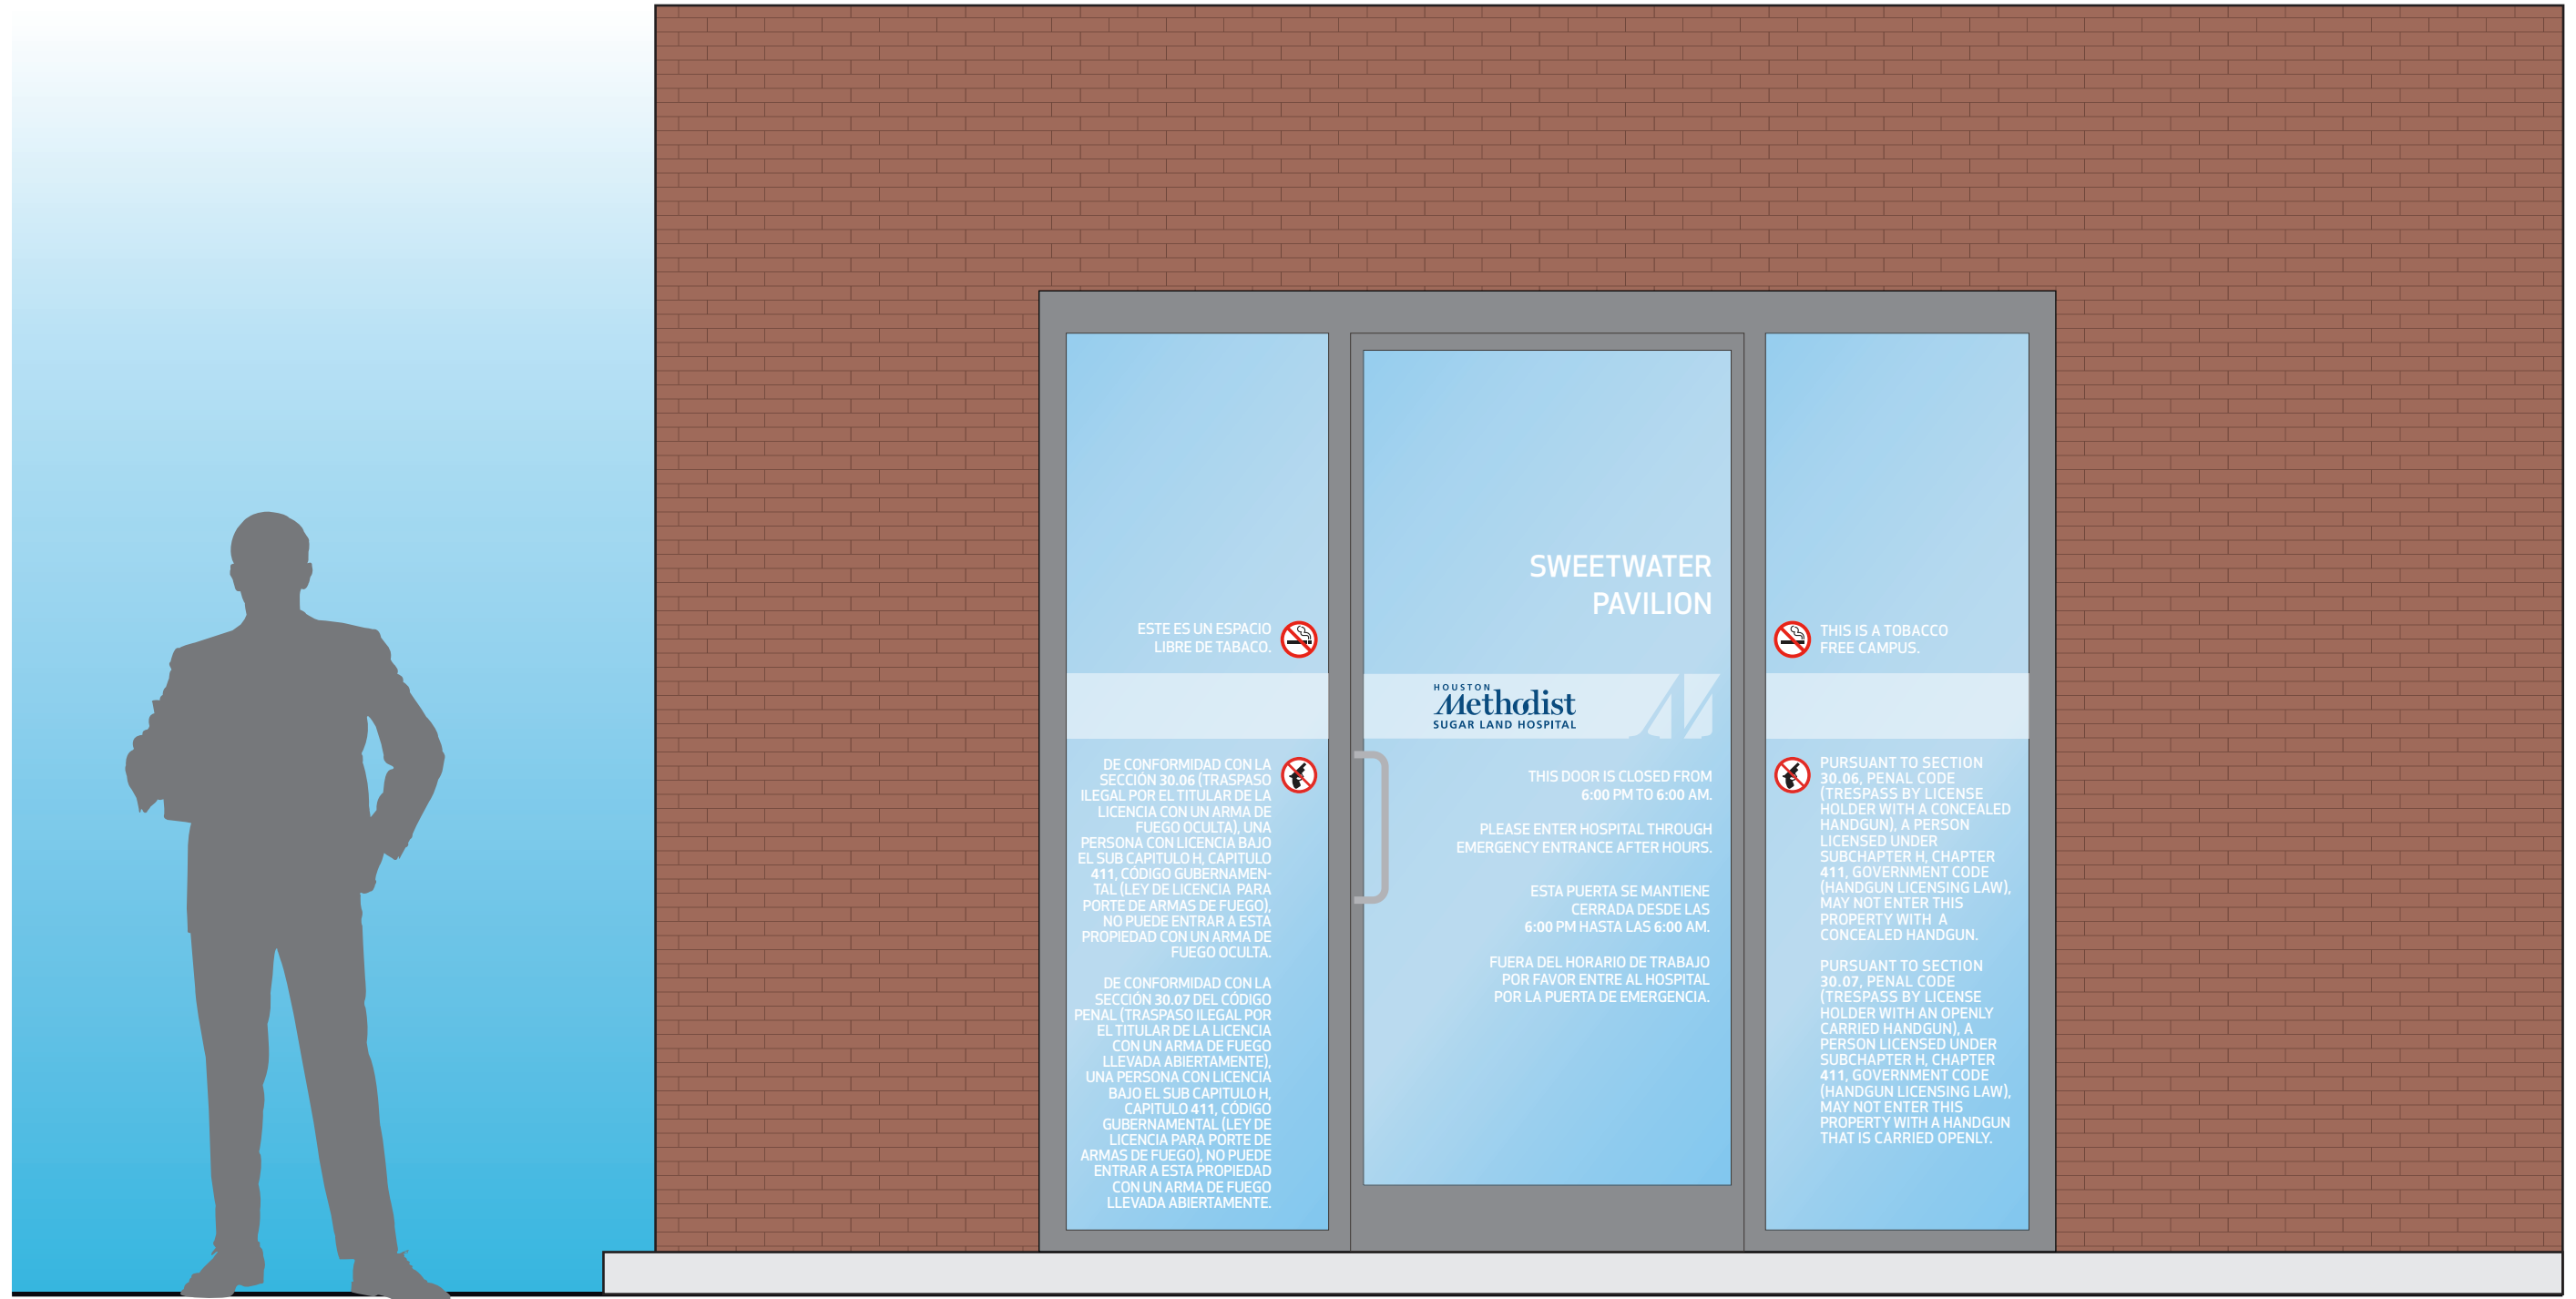 ESTE ES UN ESPACIO
LIBRE DE TABACO.
DE CONFORMIDAD CON LA
SECCIÓN 30.06 (TRASPASO
ILEGAL POR EL TITULAR DE LA
LICENCIA CON UN ARMA DE
FUEGO OCULTA), UNA
PERSONA CON LICENCIA BAJO
EL SUB CAPITULO H, CAPITULO
411, CÓDIGO GUBERNAMEN-
TAL (LEY DE LICENCIA PARA
PORTE DE ARMAS DE FUEGO),
NO PUEDE ENTRAR A ESTA
PROPIEDAD CON UN ARMA DE
FUEGO OCULTA.
DE CONFORMIDAD CON LA
SECCIÓN 30.07 DEL CÓDIGO
PENAL (TRASPASO ILEGAL POR
EL TITULAR DE LA LICENCIA
CON UN ARMA DE FUEGO
LLEVADA ABIERTAMENTE),
UNA PERSONA CON LICENCIA
BAJO EL SUB CAPITULO H,
CAPITULO 411, CÓDIGO
GUBERNAMENTAL (LEY DE
LICENCIA PARA PORTE DE
ARMAS DE FUEGO), NO PUEDE
ENTRAR A ESTA PROPIEDAD
CON UN ARMA DE FUEGO
LLEVADA ABIERTAMENTE.
SWEETWATER
PAVILION
HOUSTON
Methodist
SUGAR LAND HOSPITAL
THIS DOOR IS CLOSED FROM
6:00 PM TO 6:00 AM.
PLEASE ENTER HOSPITAL THROUGH
EMERGENCY ENTRANCE AFTER HOURS.
ESTA PUERTA SE MANTIENE
CERRADA DESDE LAS
6:00 PM HASTA LAS 6:00 AM.
FUERA DEL HORARIO DE TRABAJO
POR FAVOR ENTRE AL HOSPITAL
POR LA PUERTA DE EMERGENCIA.
THIS IS A TOBACCO
FREE CAMPUS.
PURSUANT TO SECTION
30.06, PENAL CODE
(TRESPASS BY LICENSE
HOLDER WITH A CONCEALED
HANDGUN), A PERSON
LICENSED UNDER
SUBCHAPTER H, CHAPTER
411, GOVERNMENT CODE
(HANDGUN LICENSING LAW),
MAY NOT ENTER THIS
PROPERTY WITH A
CONCEALED HANDGUN.
PURSUANT TO SECTION
30.07, PENAL CODE
(TRESPASS BY LICENSE
HOLDER WITH AN OPENLY
CARRIED HANDGUN), A
PERSON LICENSED UNDER
SUBCHAPTER H, CHAPTER
411, GOVERNMENT CODE
(HANDGUN LICENSING LAW),
MAY NOT ENTER THIS
PROPERTY WITH A HANDGUN
THAT IS CARRIED OPENLY.